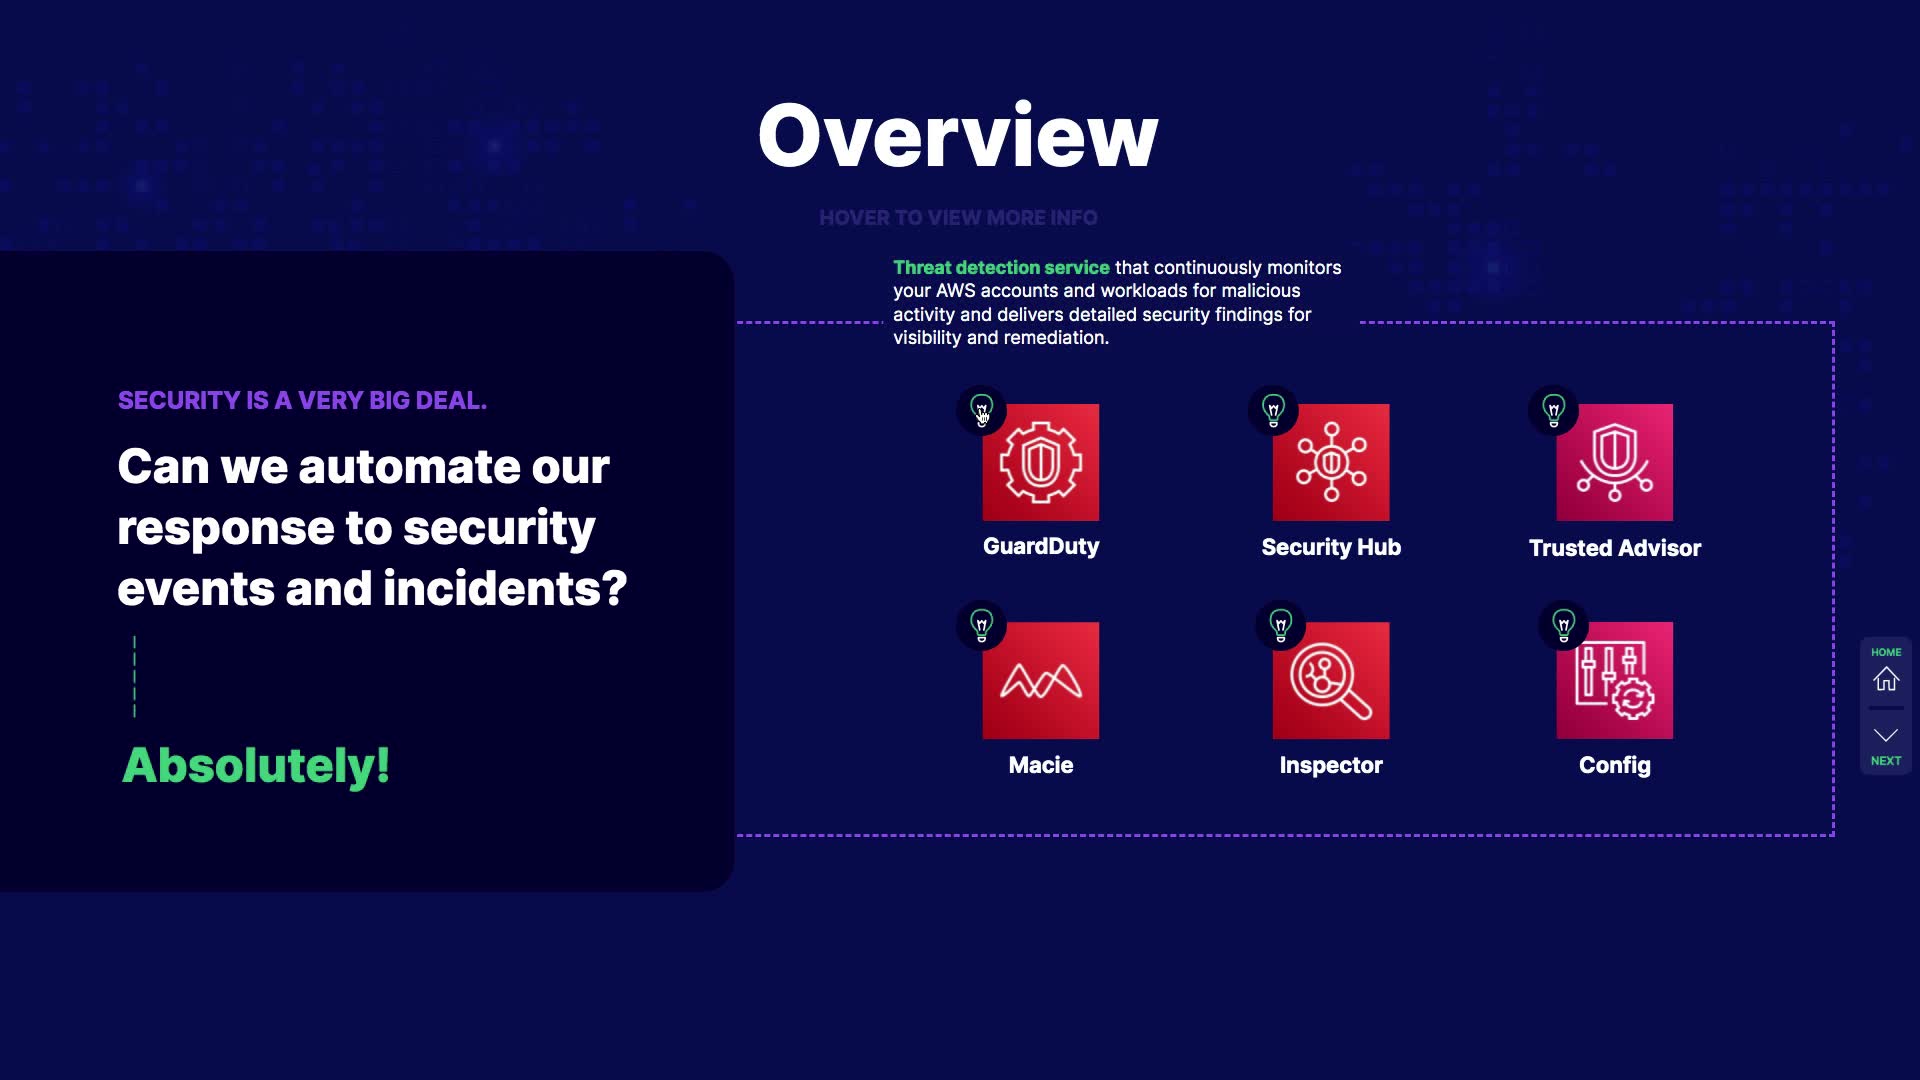 Overview
HOVER TO VIEW MORE INFO
Threat detection service that continuously monitors
your AWS accounts and workloads for malicious
activity and delivers detailed security findings for
visibility and remediation.
SECURITY IS A VERY BIG DEAL.
Can we automate our
response to security
events and incidents?
Absolutely!
GuardDuty
Security Hub
Trusted Advisor
Macie
Inspector
Config
HOME
NEXT